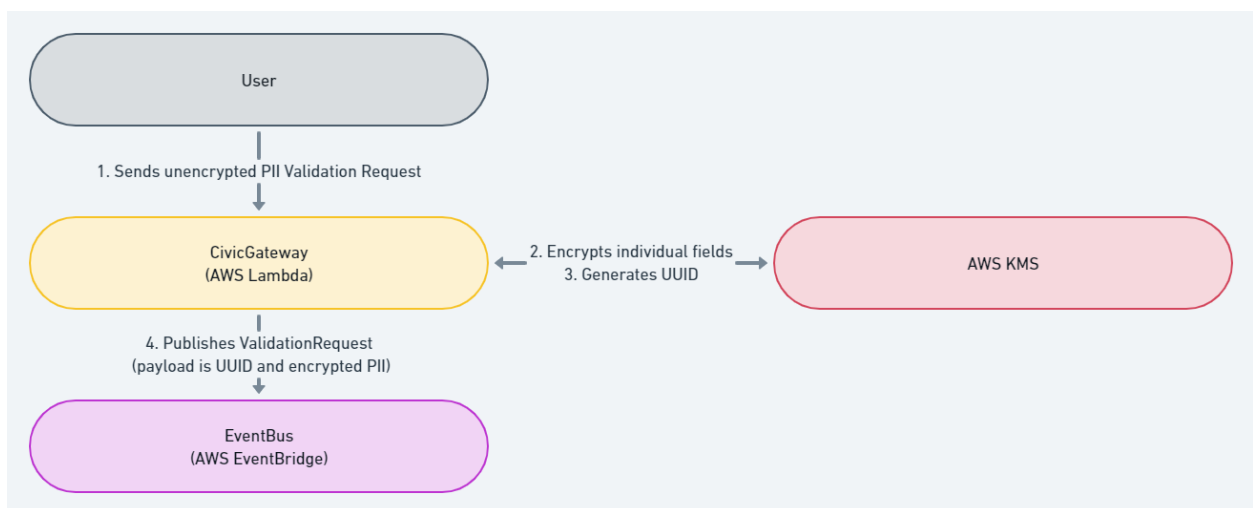 User
1. Sends unencrypted PII Validation Request
CivicGateway
(AWS Lambda)
2. Encrypts individual fields
3. Generates UUID
AWS KMS
4. Publishes ValidationRequest
(payload is UUID and encrypted PII)
EventBus
(AWS EventBridge)